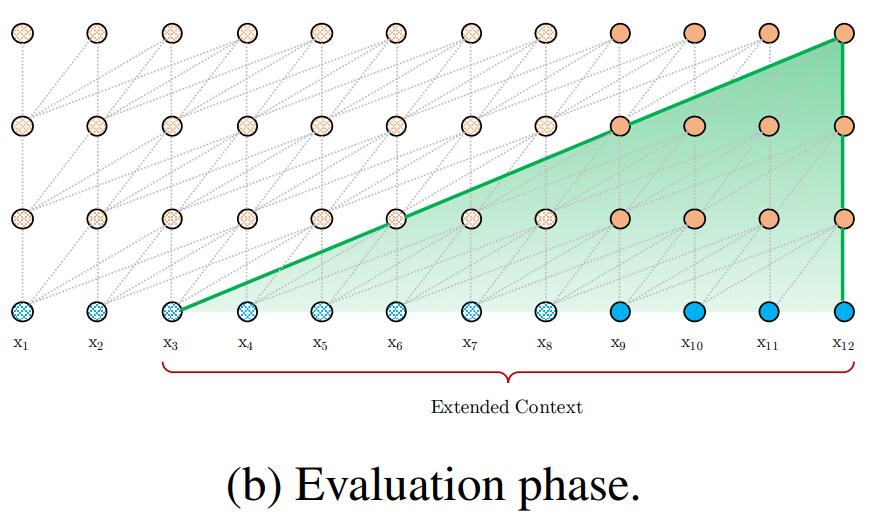 x₁ x₂ x₃ x₄ x₅ x₆ x₇ x₈ x₉ x₁₀ x₁₁ x₁₂
Extended Context
(b) Evaluation phase.